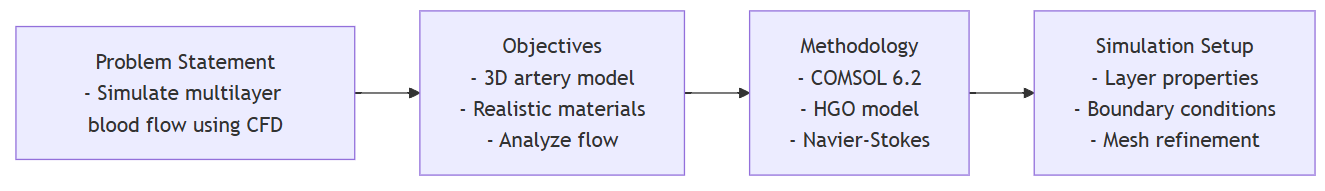 Problem Statement
- Simulate multilayer
blood flow using CFD
Objectives
- 3D artery model
- Realistic materials
- Analyze flow
Methodology
- COMSOL 6.2
- HGO model
- Navier-Stokes
Simulation Setup
- Layer properties
- Boundary conditions
- Mesh refinement